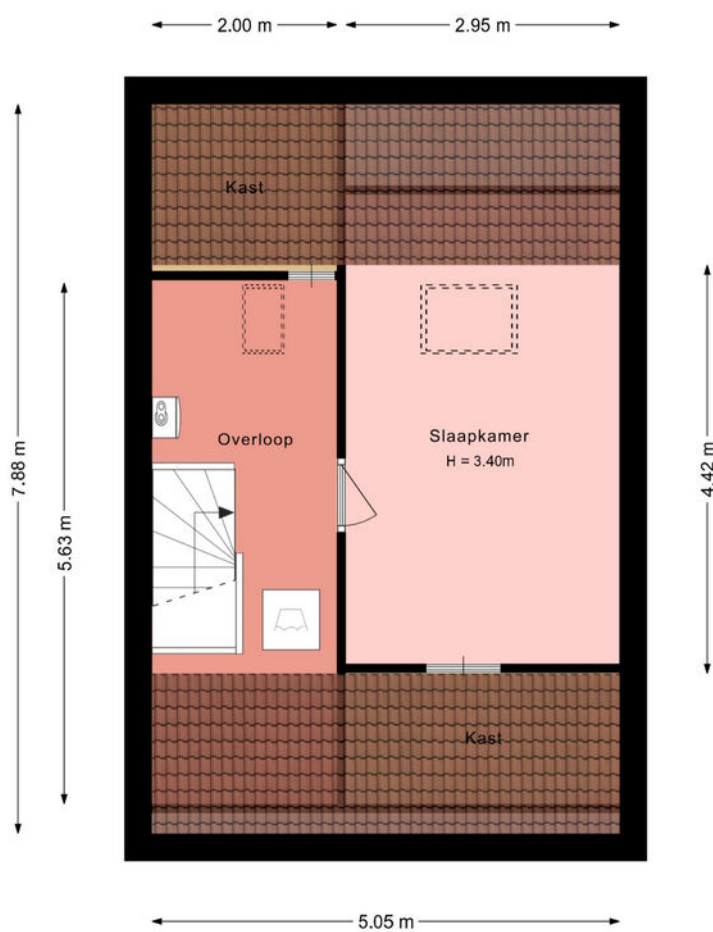 2.00 m
2.95 m
Kast
7.88 m
5.63 m
Overloop
Slaapkamer
H = 3.40m
4.42 m
Kast
5.05 m